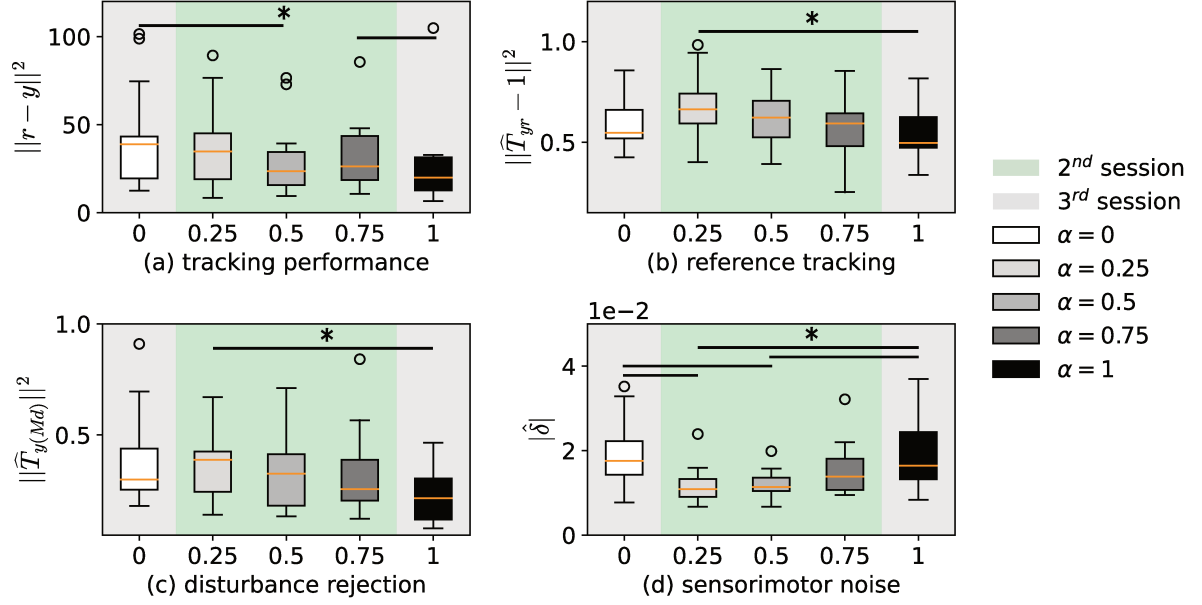 ||r − y||²
100
50
0
*
0 0.25 0.5 0.75 1
(a) tracking performance
||T̂yr − 1||²
1.0
0.5
*
0 0.25 0.5 0.75 1
(b) reference tracking
||T̂y(Md)||²
1.0
0.5
*
0 0.25 0.5 0.75 1
(c) disturbance rejection
1e−2
|δ̂|
4
2
0
*
0 0.25 0.5 0.75 1
(d) sensorimotor noise
2nd session
3rd session
α = 0
α = 0.25
α = 0.5
α = 0.75
α = 1